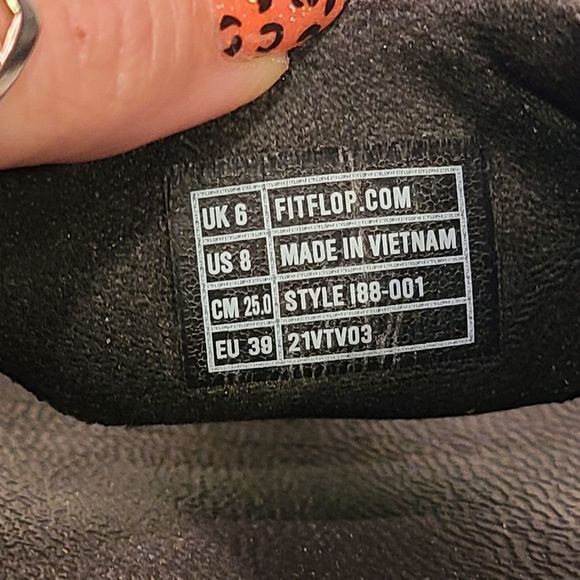 UK 6 FITFLOP.COM
US 8 MADE IN VIETNAM
CM 25.0 STYLE I88-001
EU 39 21VTV03